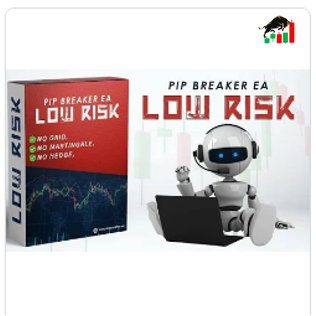 PIP BREAKER EA
LOW RISK
NO GRID,
NO MARTINGALE,
NO HEDGE,
LOW RISK
PIP BREAKER EA
LOW RISK